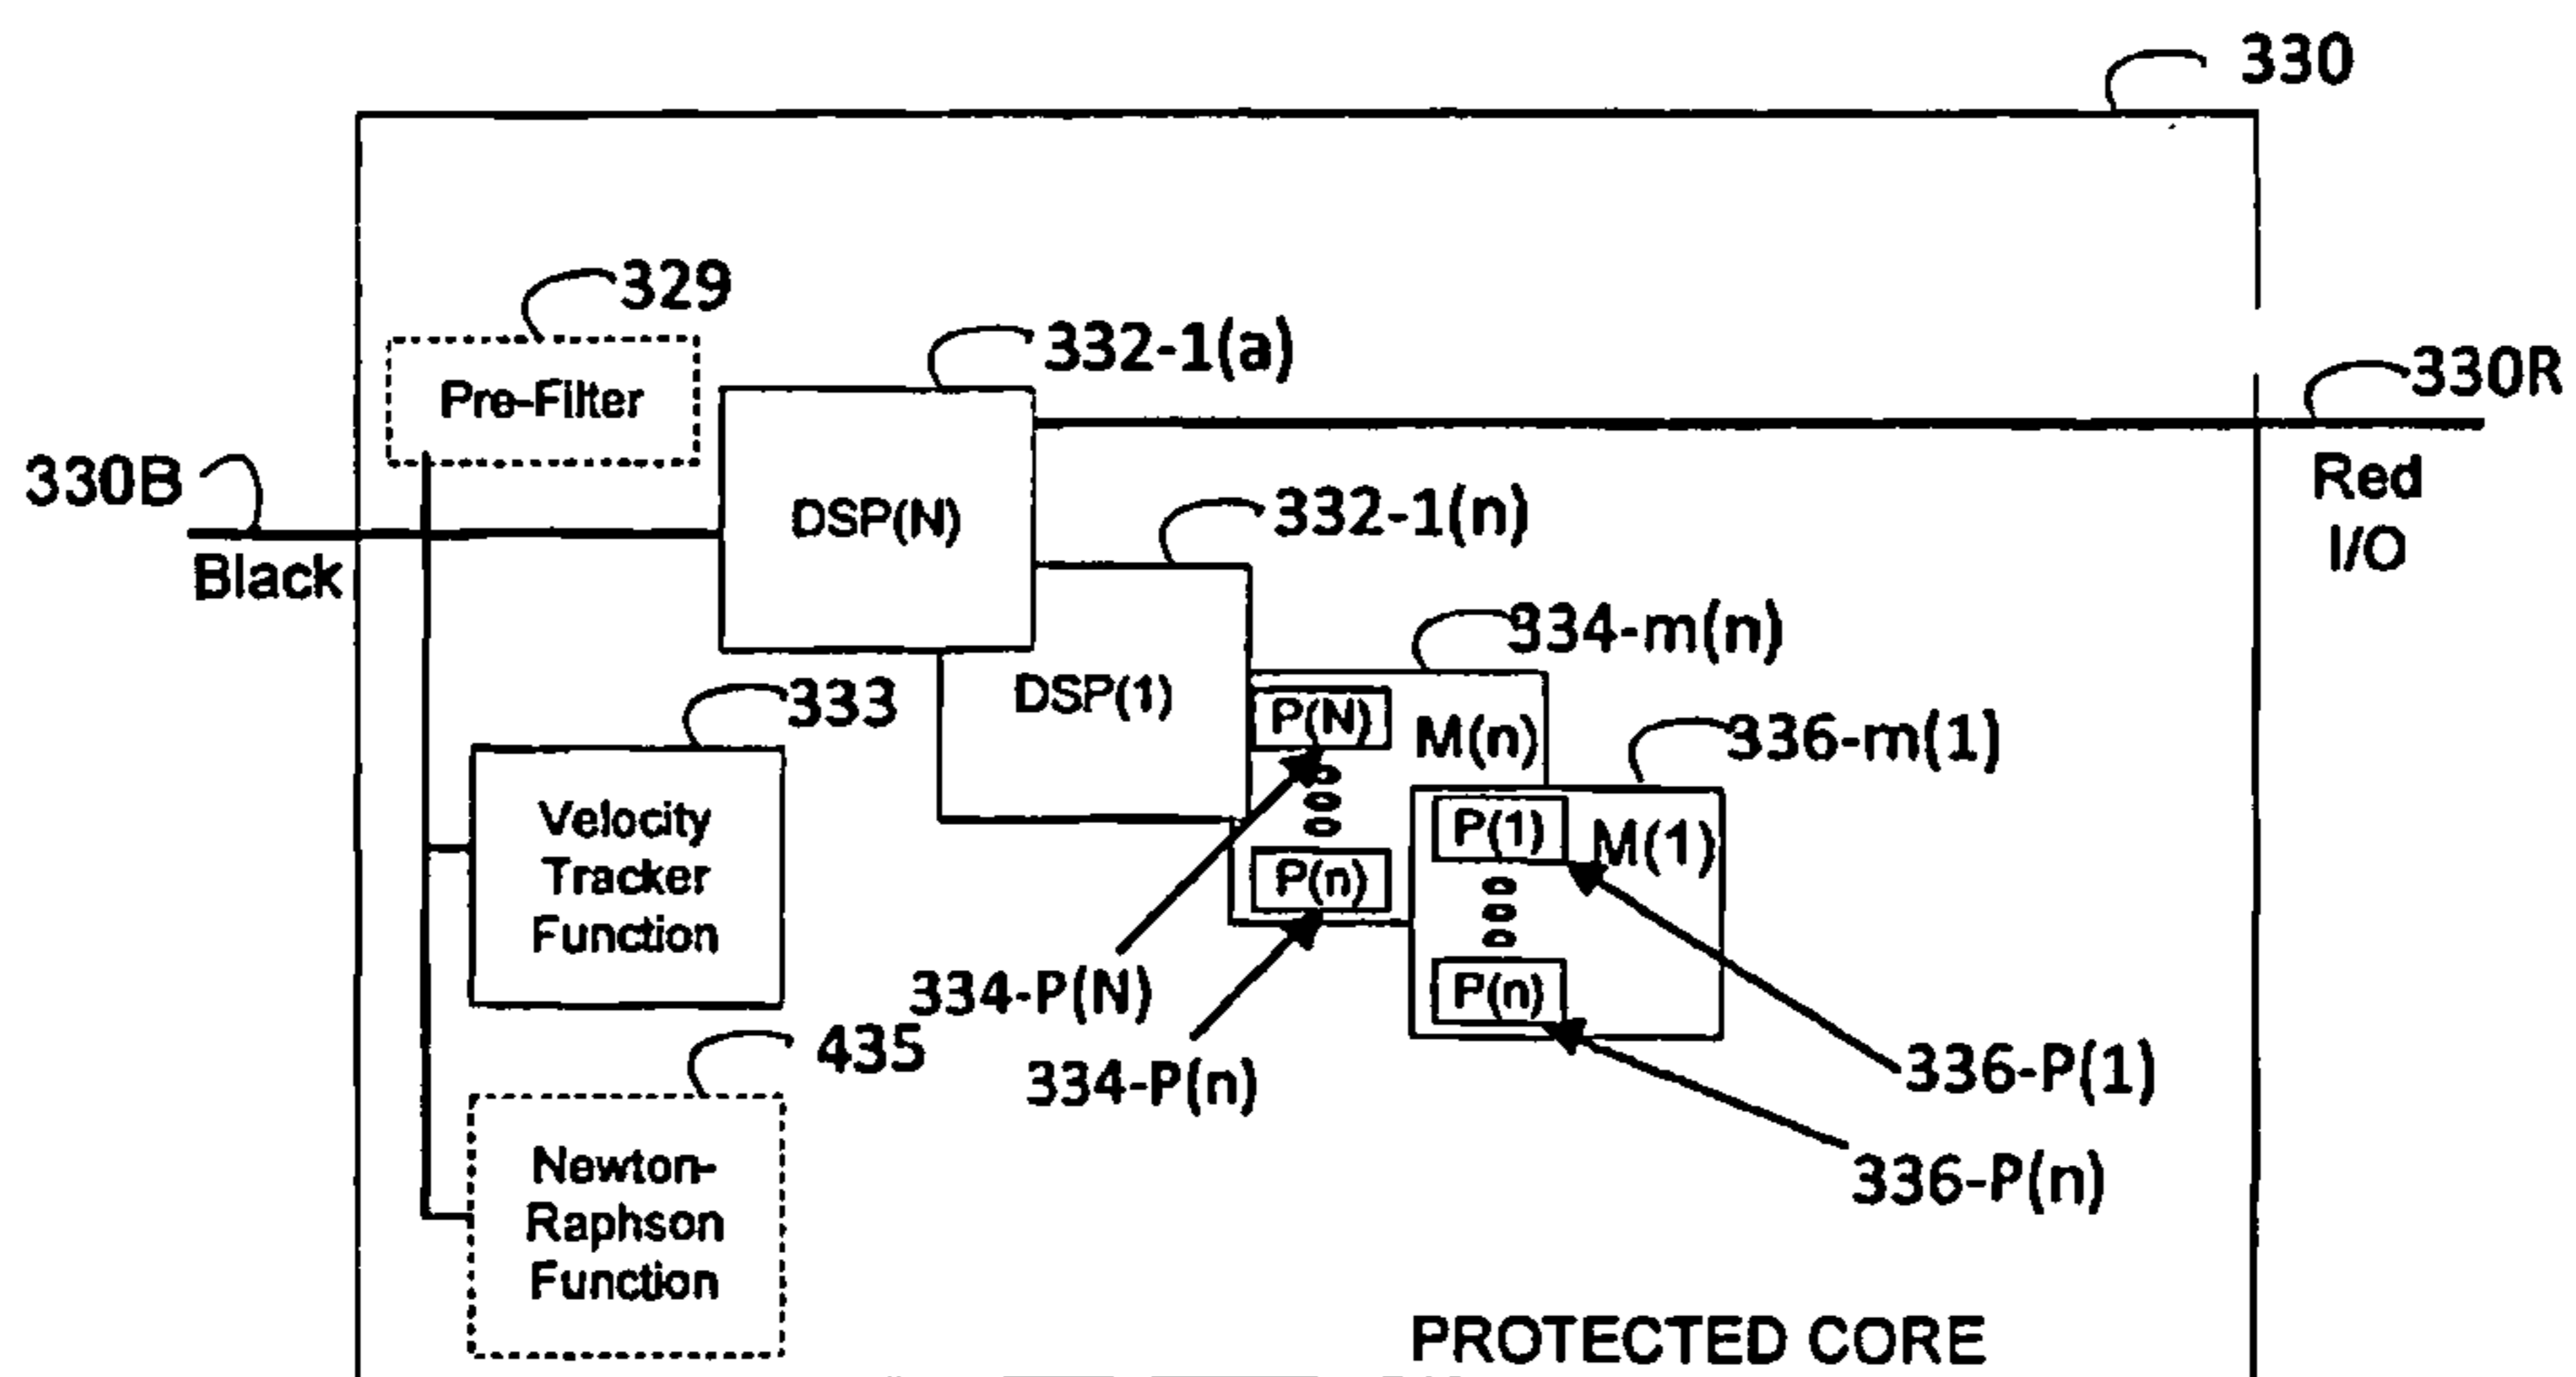 330
329
332-1(a)
330R
Pre-Filter
330B
Red
I/O
DSP(N)
332-1(n)
Black
334-m(n)
333
DSP(1)
P(N)
M(n)
336-m(1)
Velocity
Tracker
Function
P(1)
M(1)
P(n)
334-P(N)
P(n)
435
334-P(n)
336-P(1)
Newton-
Raphson
Function
336-P(n)
PROTECTED CORE